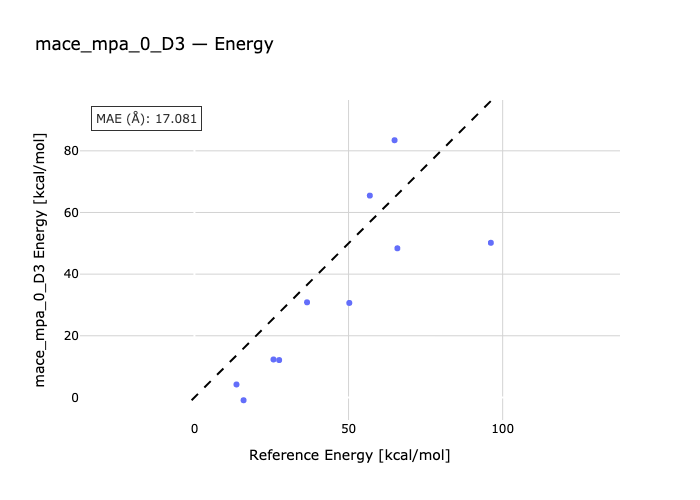 mace_mpa_0_D3 — Energy
MAE (Å): 17.081
mace_mpa_0_D3 Energy [kcal/mol]
80
60
40
20
0
0
50
100
Reference Energy [kcal/mol]